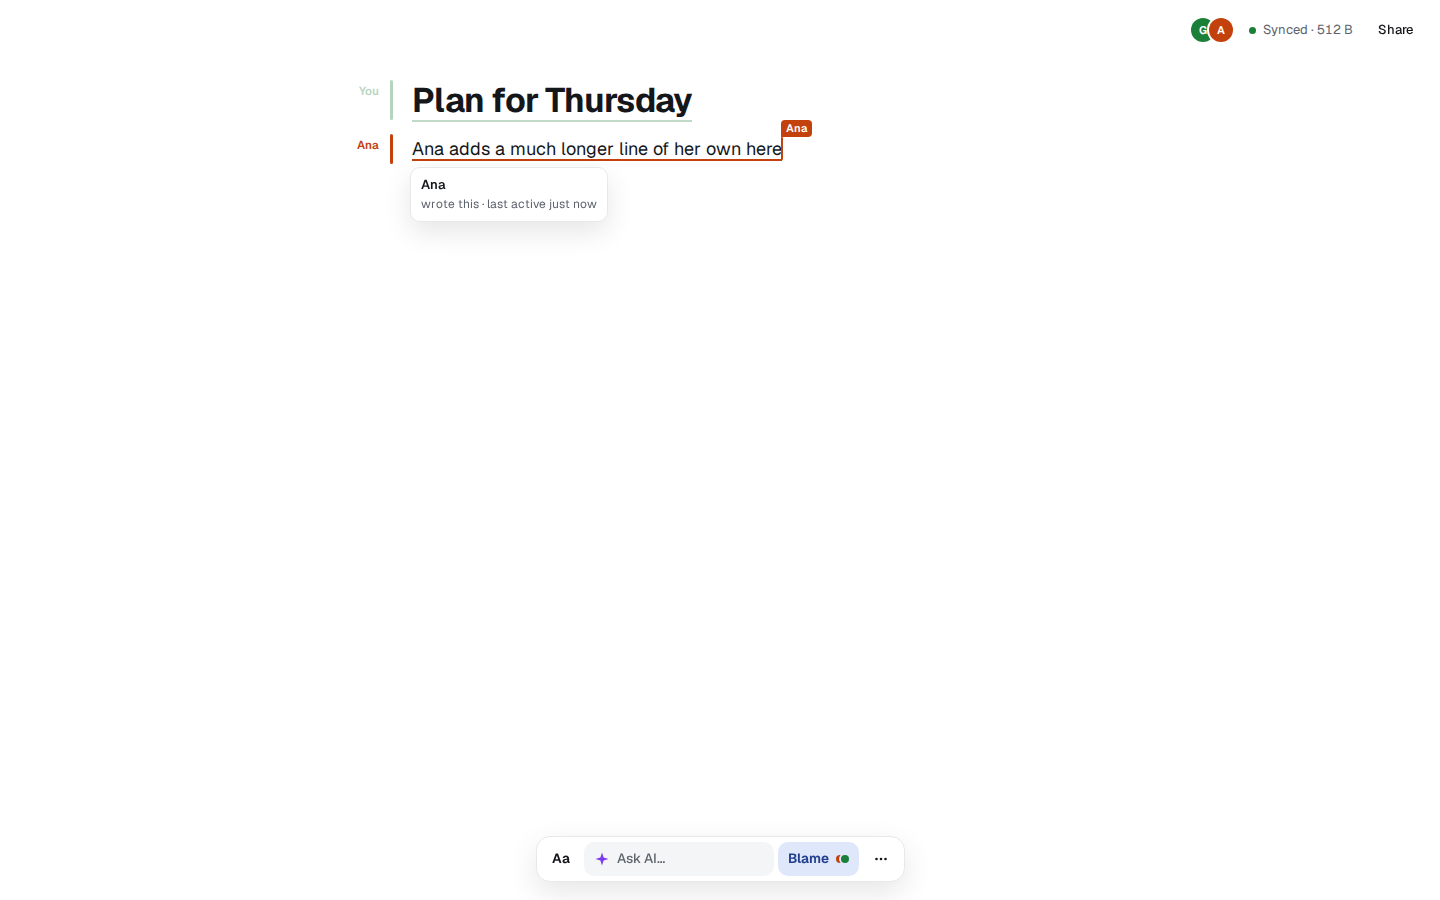 G A Synced · 512 B Share
You Plan for Thursday
Ana
Ana Ana adds a much longer line of her own here
Ana
wrote this · last active just now
Aa Ask AI... Blame ...